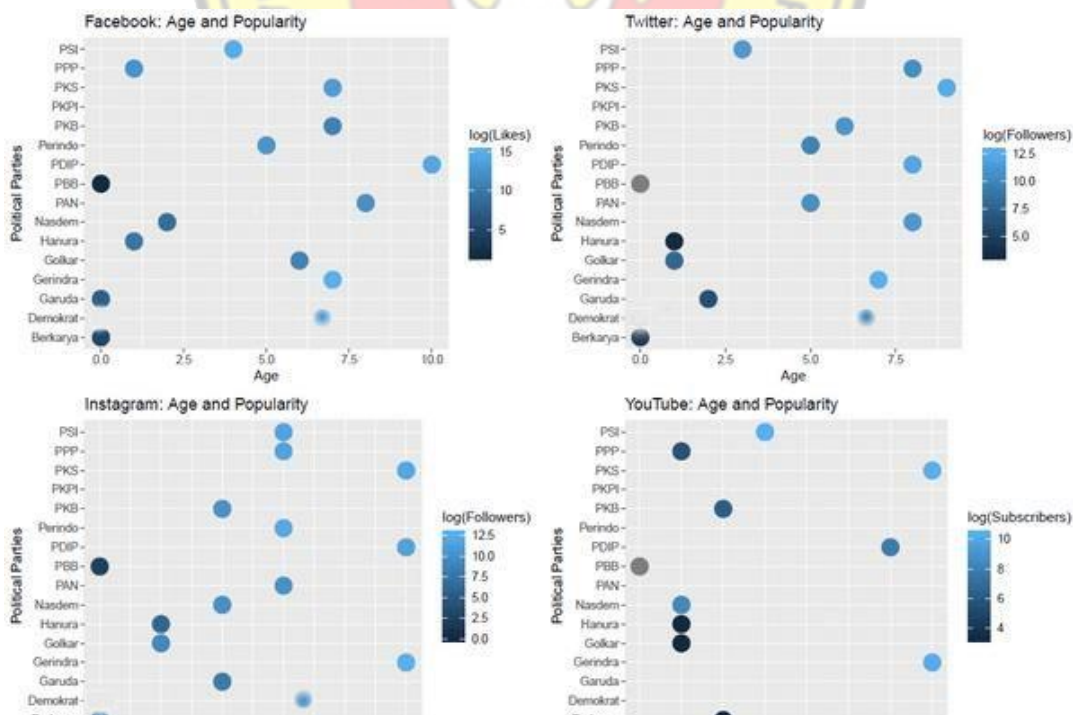 Facebook: Age and Popularity
Political Parties
PSI
PPP
PKS
PKPI
PKB
Perindo
PDIP
PBB
PAN
Nasdem
Hanura
Golkar
Gerindra
Garuda
Demokrat
Berkarya
0.0 2.5 5.0 7.5 10.0
Age
log(Likes)
15
10
5
Twitter: Age and Popularity
Political Parties
PSI
PPP
PKS
PKPI
PKB
Perindo
PDIP
PBB
PAN
Nasdem
Hanura
Golkar
Gerindra
Garuda
Demokrat
Berkarya
0.0 2.5 5.0 7.5
Age
log(Followers)
12.5
10.0
7.5
5.0
Instagram: Age and Popularity
Political Parties
PSI
PPP
PKS
PKPI
PKB
Perindo
PDIP
PBB
PAN
Nasdem
Hanura
Golkar
Gerindra
Garuda
Demokrat
log(Followers)
12.5
10.0
7.5
5.0
2.5
0.0
YouTube: Age and Popularity
Political Parties
PSI
PPP
PKS
PKPI
PKB
Perindo
PDIP
PBB
PAN
Nasdem
Hanura
Golkar
Gerindra
Garuda
Demokrat
log(Subscribers)
10
8
6
4